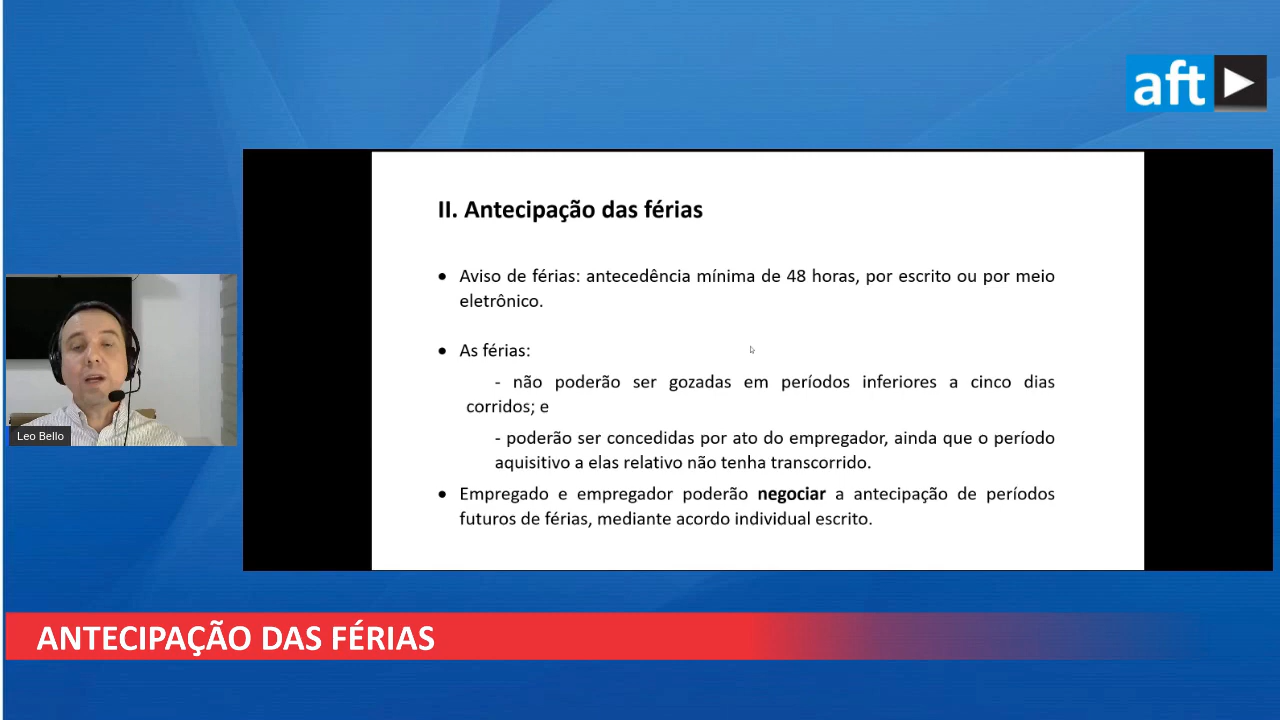 aft
II. Antecipação das férias
• Aviso de férias: antecedência mínima de 48 horas, por escrito ou por meio
eletrônico.
• As férias:
- não poderão ser gozadas em períodos inferiores a cinco dias
corridos; e
- poderão ser concedidas por ato do empregador, ainda que o período
aquisitivo a elas relativo não tenha transcorrido.
• Empregado e empregador poderão negociar a antecipação de períodos
futuros de férias, mediante acordo individual escrito.
Leo Bello
ANTECIPAÇÃO DAS FÉRIAS